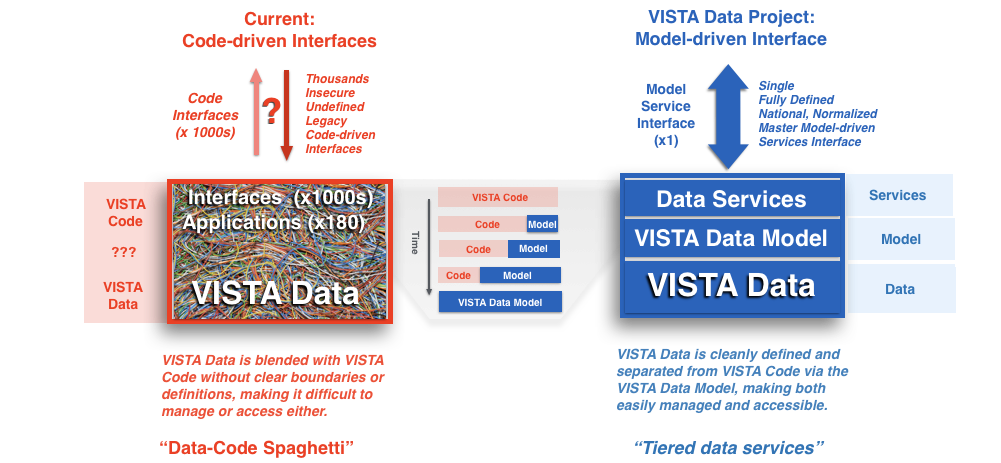 Current:
Code-driven Interfaces
Code
Interfaces
(x 1000s)
?
Thousands
Insecure
Undefined
Legacy
Code-driven
Interfaces
VISTA
Code
???
VISTA
Data
Interfaces (x1000s)
Applications (x180)
VISTA Data
VISTA Data is blended with VISTA
Code without clear boundaries or
definitions, making it difficult to
manage or access either.
“Data-Code Spaghetti”
Time
VISTA Code
Code Model
Code Model
Code Model
VISTA Data Model
VISTA Data Project:
Model-driven Interface
Model
Service
Interface
(x1)
Single
Fully Defined
National, Normalized
Master Model-driven
Services Interface
Data Services
VISTA Data Model
VISTA Data
Services
Model
Data
VISTA Data is cleanly defined and
separated from VISTA Code via the
VISTA Data Model, making both
easily managed and accessible.
“Tiered data services”